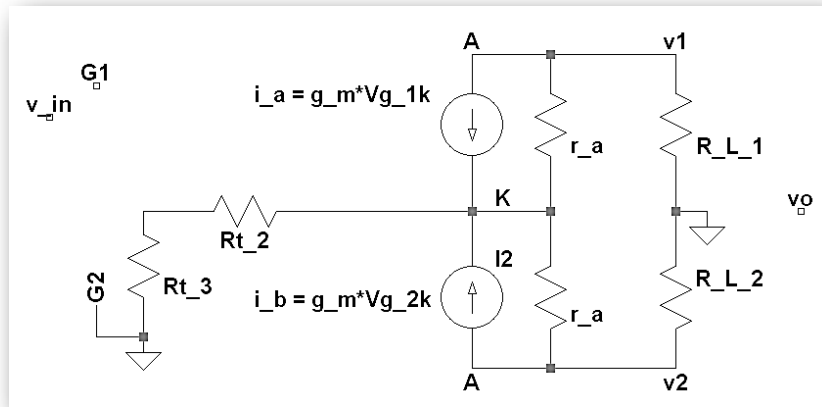 A
v1
G1
v_in
i_a = g_m*Vg_1k
r_a
R_L_1
K
vo
Rt_2
I2
R_L_2
Rt_3
G2
i_b = g_m*Vg_2k
r_a
A
v2